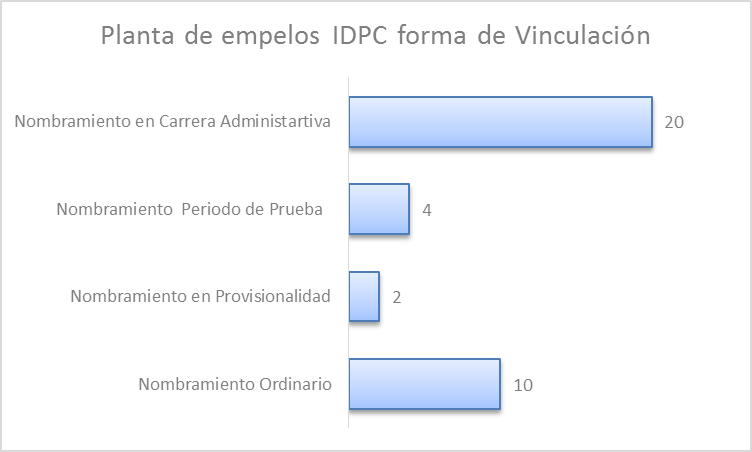 Planta de empelos IDPC forma de Vinculación
Nombramiento en Carrera Administartiva
20
Nombramiento Periodo de Prueba
4
Nombramiento en Provisionalidad
2
Nombramiento Ordinario
10